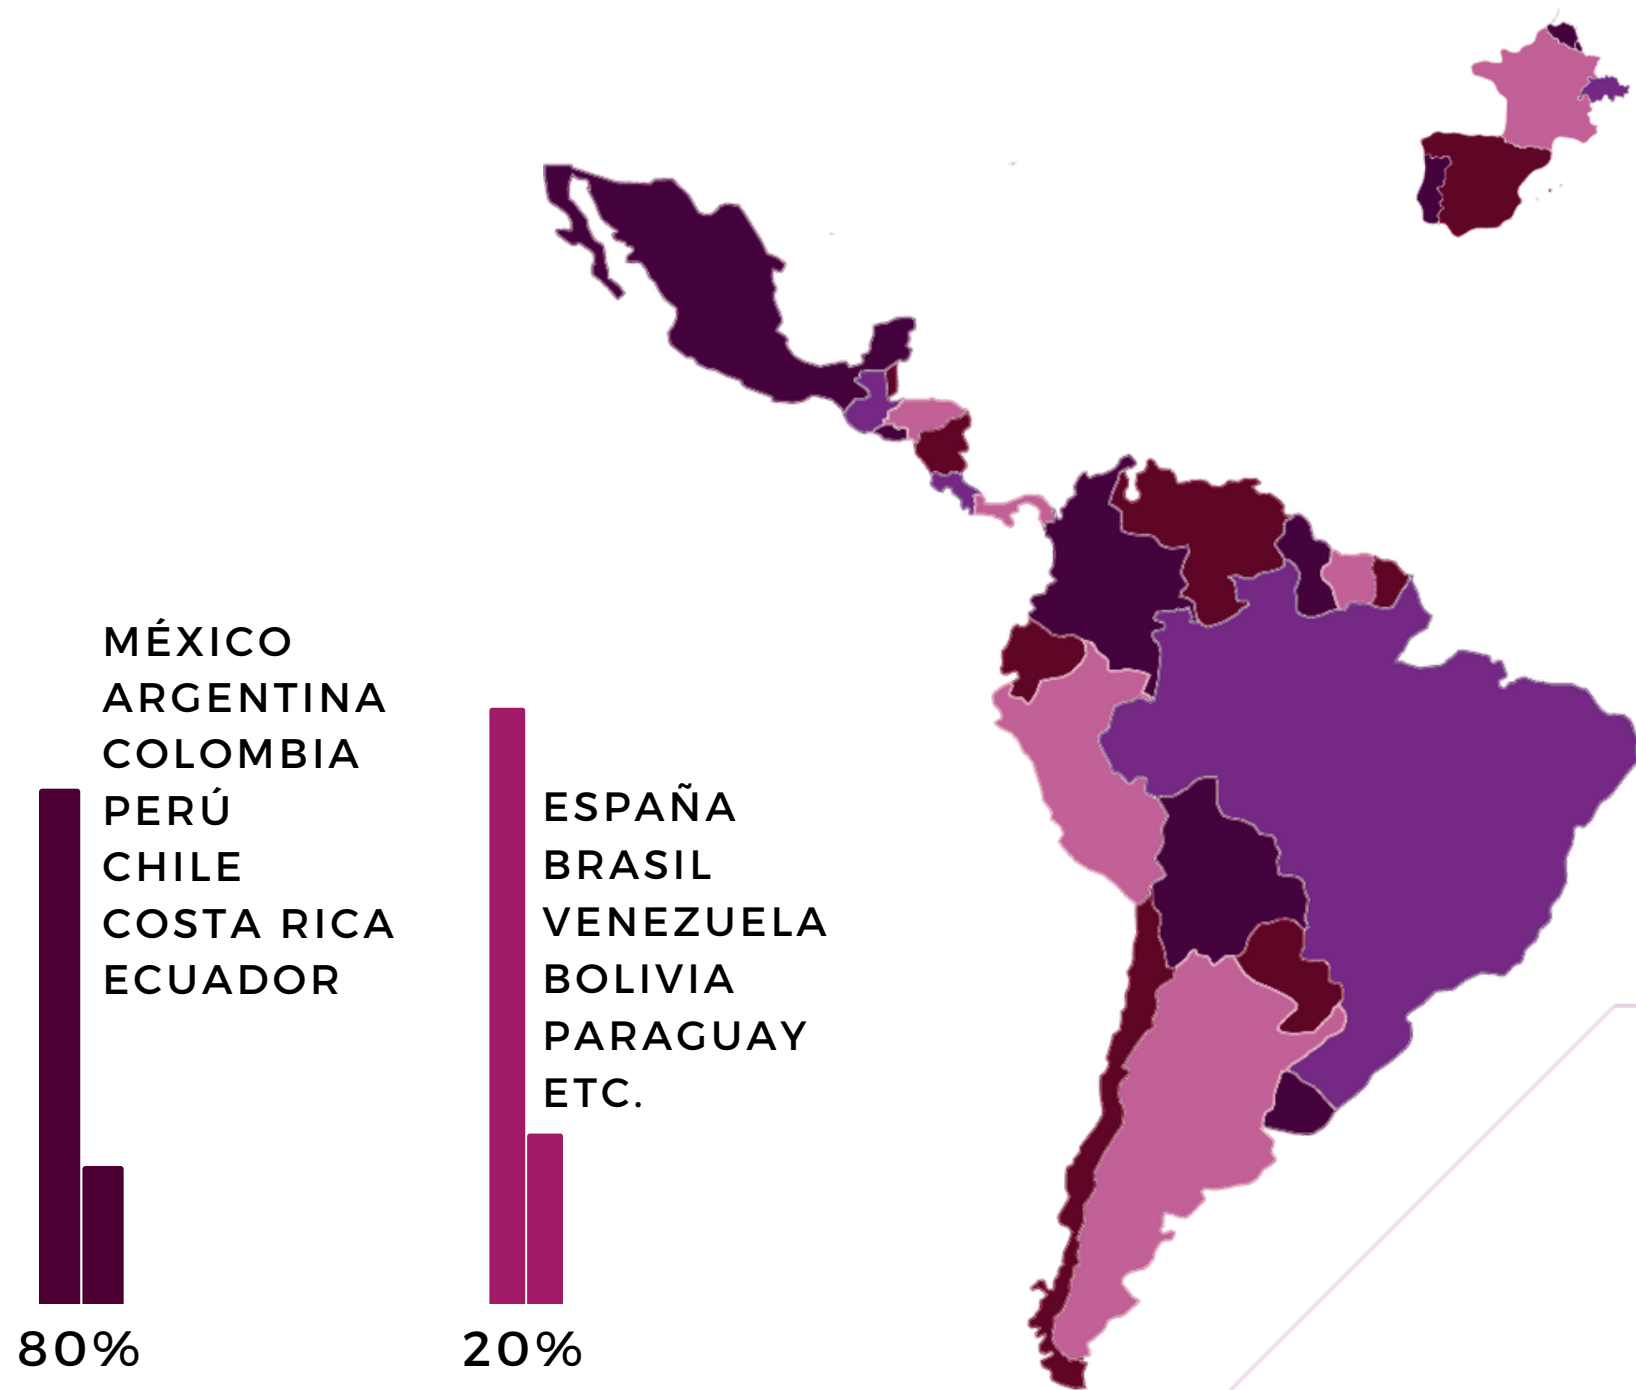 MÉXICO
ARGENTINA
COLOMBIA
PERÚ
CHILE
COSTA RICA
ECUADOR
80%
ESPAÑA
BRASIL
VENEZUELA
BOLIVIA
PARAGUAY
ETC.
20%